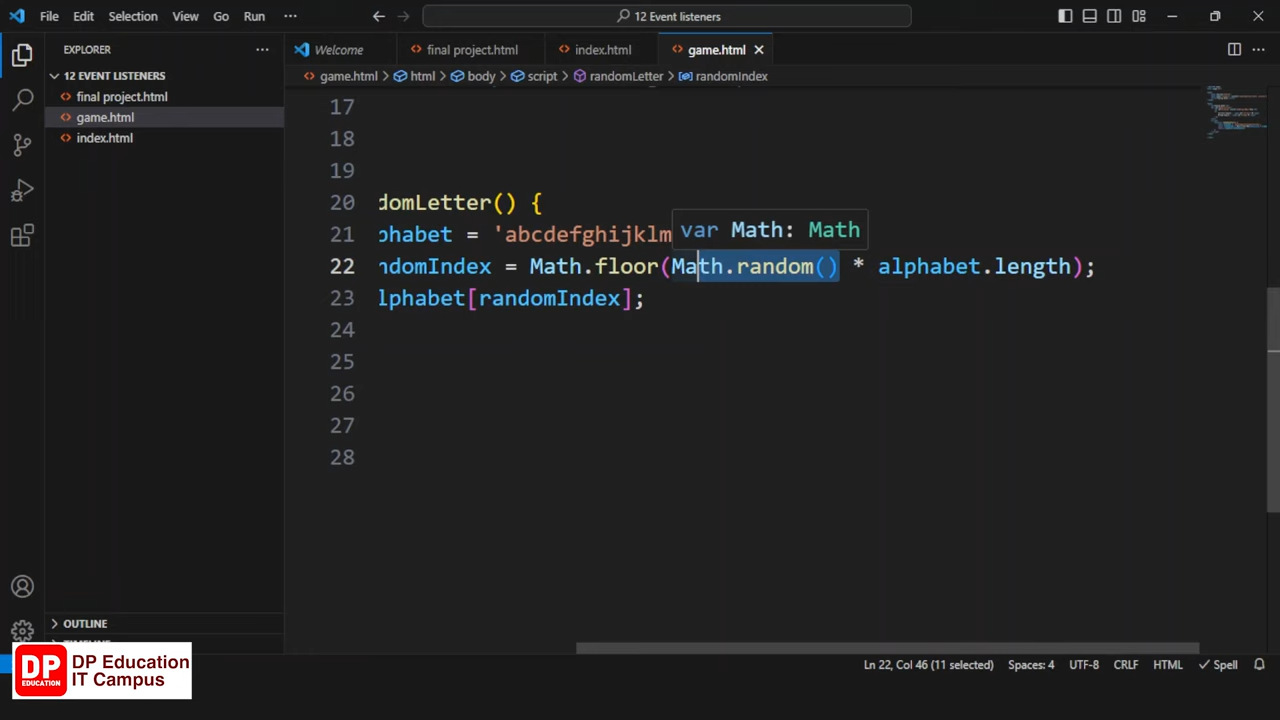 File Edit Selection View Go Run ···
12 Event listeners
EXPLORER ···
Welcome
final project.html
index.html
game.html
12 EVENT LISTENERS
final project.html
game.html
index.html
game.html > html > body > script > randomLetter > randomIndex
17
18
19
20 domLetter() {
var Math: Math
21 phabet = 'abcdefghijklm
22 ndomIndex = Math.floor(Math.random() * alphabet.length);
23 lphabet[randomIndex];
24
25
26
27
28
OUTLINE
Ln 22, Col 46 (11 selected) Spaces: 4 UTF-8 CRLF HTML Spell
DP
EDUCATION
DP Education
IT Campus